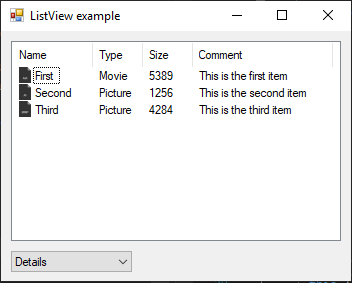 ListView example
Name Type Size Comment
First Movie 5389 This is the first item
Second Picture 1256 This is the second item
Third Picture 4284 This is the third item
Details